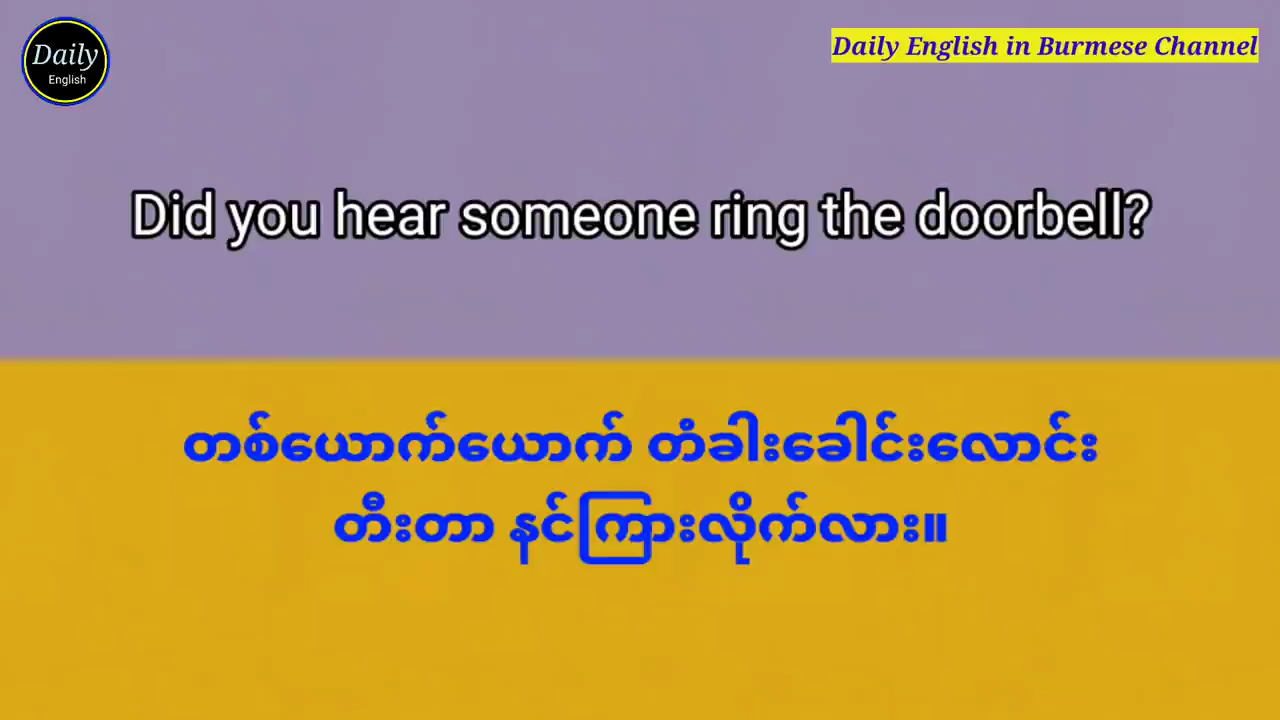 Daily
English
Daily English in Burmese Channel
Did you hear someone ring the doorbell?
တစ်ယောက်ယောက် တံခါးခေါင်းလောင်း
တီးတာ နင်ကြားလိုက်လား။